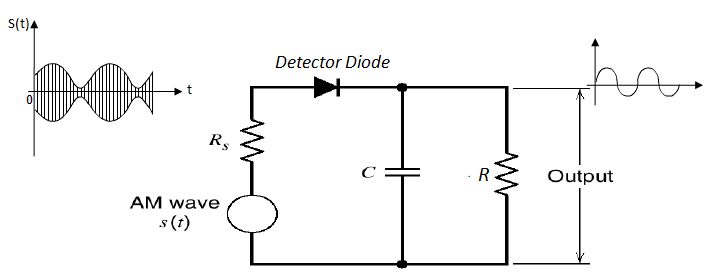 S(t)
t
0
Detector Diode
Rs
AM wave
s(t)
C
R
Output